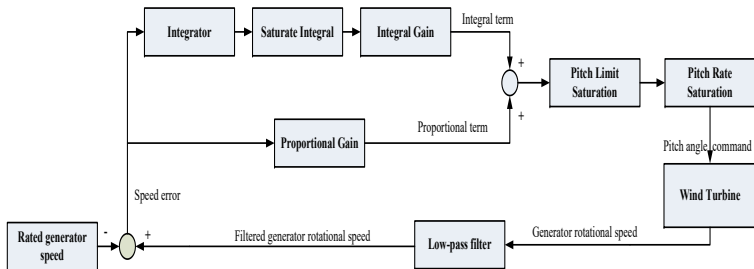 Integral term
Integrator
Saturate Integral
Integral Gain
+
Pitch Limit
Saturation
Pitch Rate
Saturation
+
Proportional Gain
Proportional term
Pitch angle command
Speed error
Wind Turbine
Rated generator
speed
-
+
Filtered generator rotational speed
Low-pass filter
Generator rotational speed